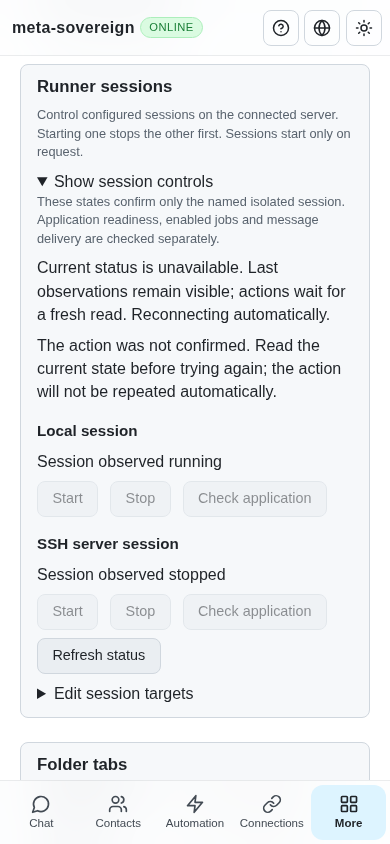 meta-sovereign ONLINE
Runner sessions
Control configured sessions on the connected server.
Starting one stops the other first. Sessions start only on
request.
Show session controls
These states confirm only the named isolated session.
Application readiness, enabled jobs and message
delivery are checked separately.
Current status is unavailable. Last
observations remain visible; actions wait for
a fresh read. Reconnecting automatically.
The action was not confirmed. Read the
current state before trying again; the action
will not be repeated automatically.
Local session
Session observed running
Start Stop Check application
SSH server session
Session observed stopped
Start Stop Check application
Refresh status
Edit session targets
Folder tabs
Chat Contacts Automation Connections More